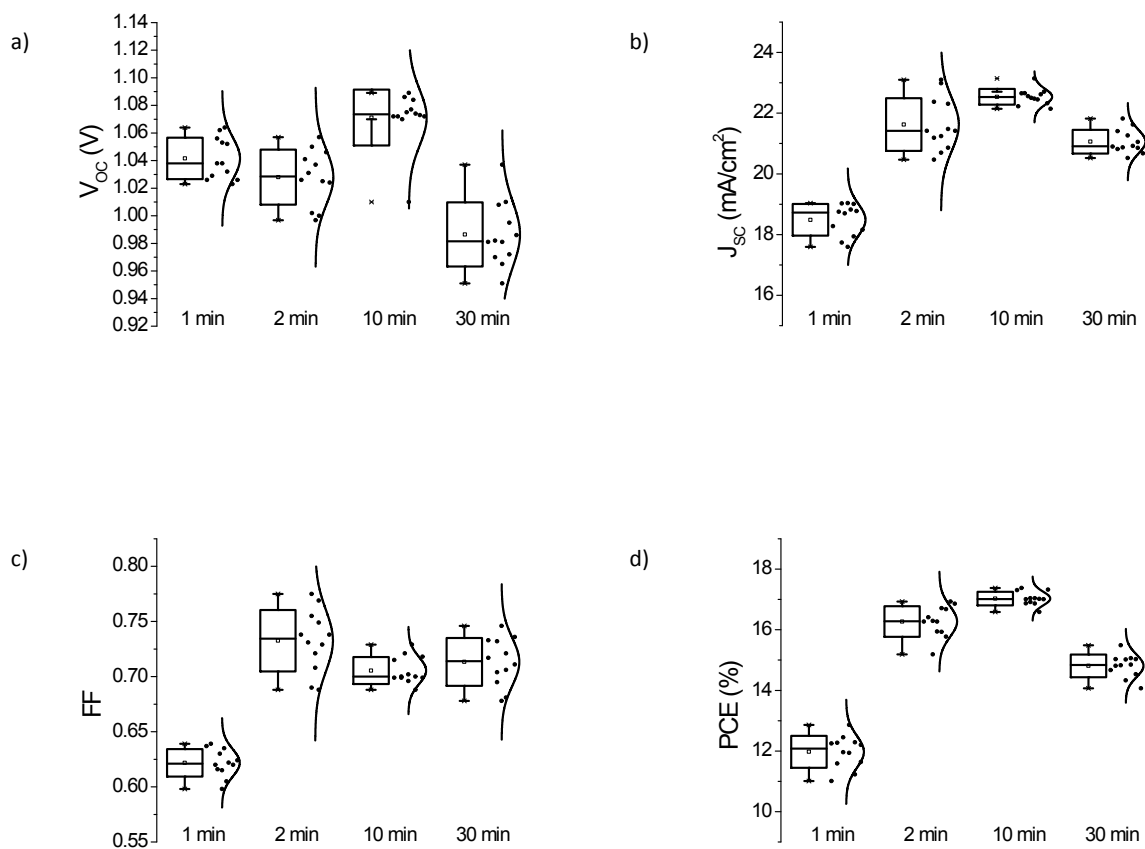 a)
V_OC (V)
1.14
1.12
1.10
1.08
1.06
1.04
1.02
1.00
0.98
0.96
0.94
0.92
1 min 2 min 10 min 30 min
b)
J_SC (mA/cm²)
24
22
20
18
16
1 min 2 min 10 min 30 min
c)
FF
0.80
0.75
0.70
0.65
0.60
0.55
1 min 2 min 10 min 30 min
d)
PCE (%)
18
16
14
12
10
1 min 2 min 10 min 30 min